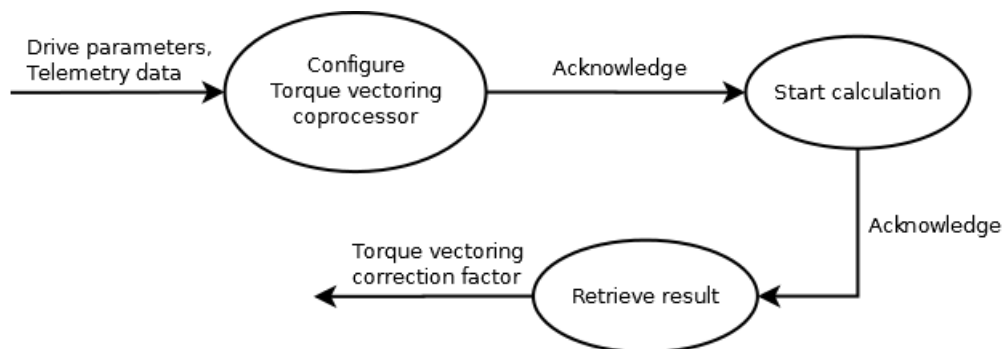 Drive parameters,
Telemetry data
Configure
Torque vectoring
coprocessor
Acknowledge
Start calculation
Acknowledge
Torque vectoring
correction factor
Retrieve result